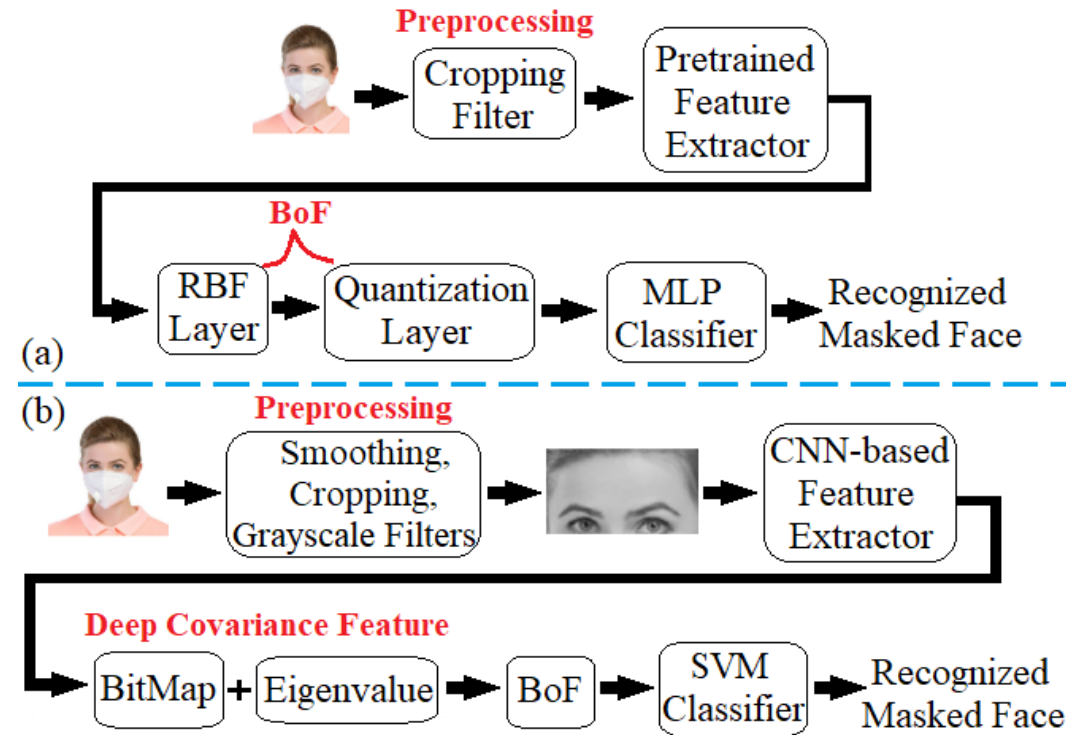 Preprocessing
Cropping
Filter
Pretrained
Feature
Extractor
BoF
RBF
Layer
Quantization
Layer
MLP
Classifier
Recognized
Masked Face
(a)
(b)
Preprocessing
Smoothing,
Cropping,
Grayscale Filters
CNN-based
Feature
Extractor
Deep Covariance Feature
BitMap
+
Eigenvalue
BoF
SVM
Classifier
Recognized
Masked Face